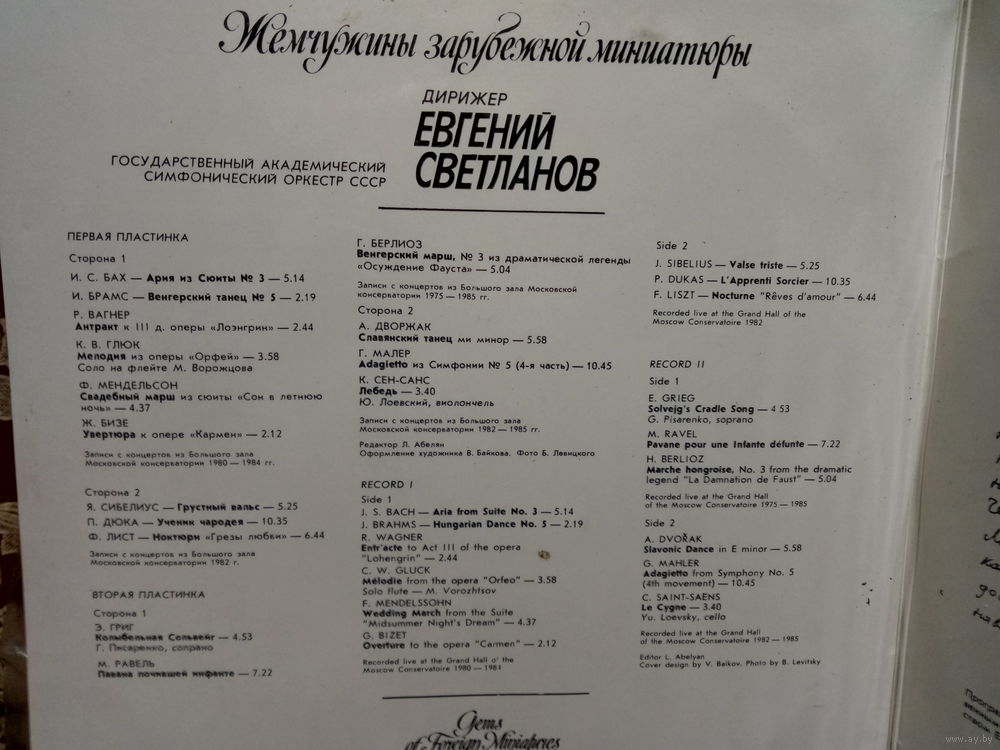 Жемчужины зарубежной миниатюры
ДИРИЖЕР
ЕВГЕНИЙ
СВЕТЛАНОВ
ГОСУДАРСТВЕННЫЙ АКАДЕМИЧЕСКИЙ
СИМФОНИЧЕСКИЙ ОРКЕСТР СССР
ПЕРВАЯ ПЛАСТИНКА
Сторона 1
И. С. БАХ — Ария из Сюиты № 3 — 5.14
И. БРАМС — Венгерский танец № 5 — 2.19
Р. ВАГНЕР
Антракт к III д. оперы «Лоэнгрин» — 2.44
К. В. ГЛЮК
Мелодия из оперы «Орфей» — 3.58
Соло на флейте М. Ворожцова
Ф. МЕНДЕЛЬСОН
Свадебный марш из сюиты «Сон в летнюю
ночь» — 4.37
Ж. БИЗЕ
Увертюра к опере «Кармен» — 2.12
Записи с концертов из Большого зала
Московской консерватории 1980 — 1984 гг.
Сторона 2
Я. СИБЕЛИУС — Грустный вальс — 5.25
П. ДЮКА — Ученик чародея — 10.35
Ф. ЛИСТ — Ноктюрн «Грезы любви» — 6.44
Записи с концертов из Большого зала
Московской консерватории 1982 г.
ВТОРАЯ ПЛАСТИНКА
Сторона 1
Э. ГРИГ
Колыбельная Сольвейг — 4.53
Г. Писаренко, сопрано
М. РАВЕЛЬ
Павана почившей инфанте — 7.22
Г. БЕРЛИОЗ
Венгерский марш, № 3 из драматической легенды
«Осуждение Фауста» — 5.04
Записи с концертов из Большого зала Московской
консерватории 1975 — 1985 гг.
Сторона 2
А. ДВОРЖАК
Славянский танец ми минор — 5.58
Г. МАЛЕР
Adagietto из Симфонии № 5 (4-я часть) — 10.45
К. СЕН-САНС
Лебедь — 3.40
Ю. Лоевский, виолончель
Записи с концертов из Большого зала
Московской консерватории 1982 — 1985 гг.
Редактор Л. Абелян
Оформление художника В. Байкова. Фото Б. Левицкого
RECORD I
Side 1
J. S. BACH — Aria from Suite No. 3 — 5.14
J. BRAHMS — Hungarian Dance No. 5 — 2.19
R. WAGNER
Entr'acte to Act III of the opera
"Lohengrin" — 2.44
C. W. GLUCK
Mélodie from the opera "Orfeo" — 3.58
Solo flute — M. Vorozhtsov
F. MENDELSSOHN
Wedding March from the Suite
"Midsummer Night's Dream" — 4.37
G. BIZET
Overture to the opera "Carmen" — 2.12
Recorded live at the Grand Hall of the
Moscow Conservatoire 1980 — 1984
Side 2
J. SIBELIUS — Valse triste — 5.25
P. DUKAS — L'Apprenti Sorcier — 10.35
F. LISZT — Nocturne "Rêves d'amour" — 6.44
Recorded live at the Grand Hall of the
Moscow Conservatoire 1982
RECORD II
Side 1
E. GRIEG
Solvejg's Cradle Song — 4 53
G. Pisarenko, soprano
M. RAVEL
Pavane pour une Infante défunte — 7.22
H. BERLIOZ
Marche hongroise, No. 3 from the dramatic
legend "La Damnation de Faust" — 5.04
Recorded live at the Grand Hall
of the Moscow Conservatoire 1975 — 1985
Side 2
A. DVOŘAK
Slavonic Dance in E minor — 5.58
G. MAHLER
Adagietto from Symphony No. 5
(4th movement) — 10.45
C. SAINT-SAENS
Le Cygne — 3.40
Yu. Loevsky, cello
Recorded live at the Grand Hall
of the Moscow Conservatoire 1982 — 1985
Editor L. Abelyan
Cover design by V. Baikov. Photo by B. Levitsky
Gems
of Foreign Miniatures
www.ay.by